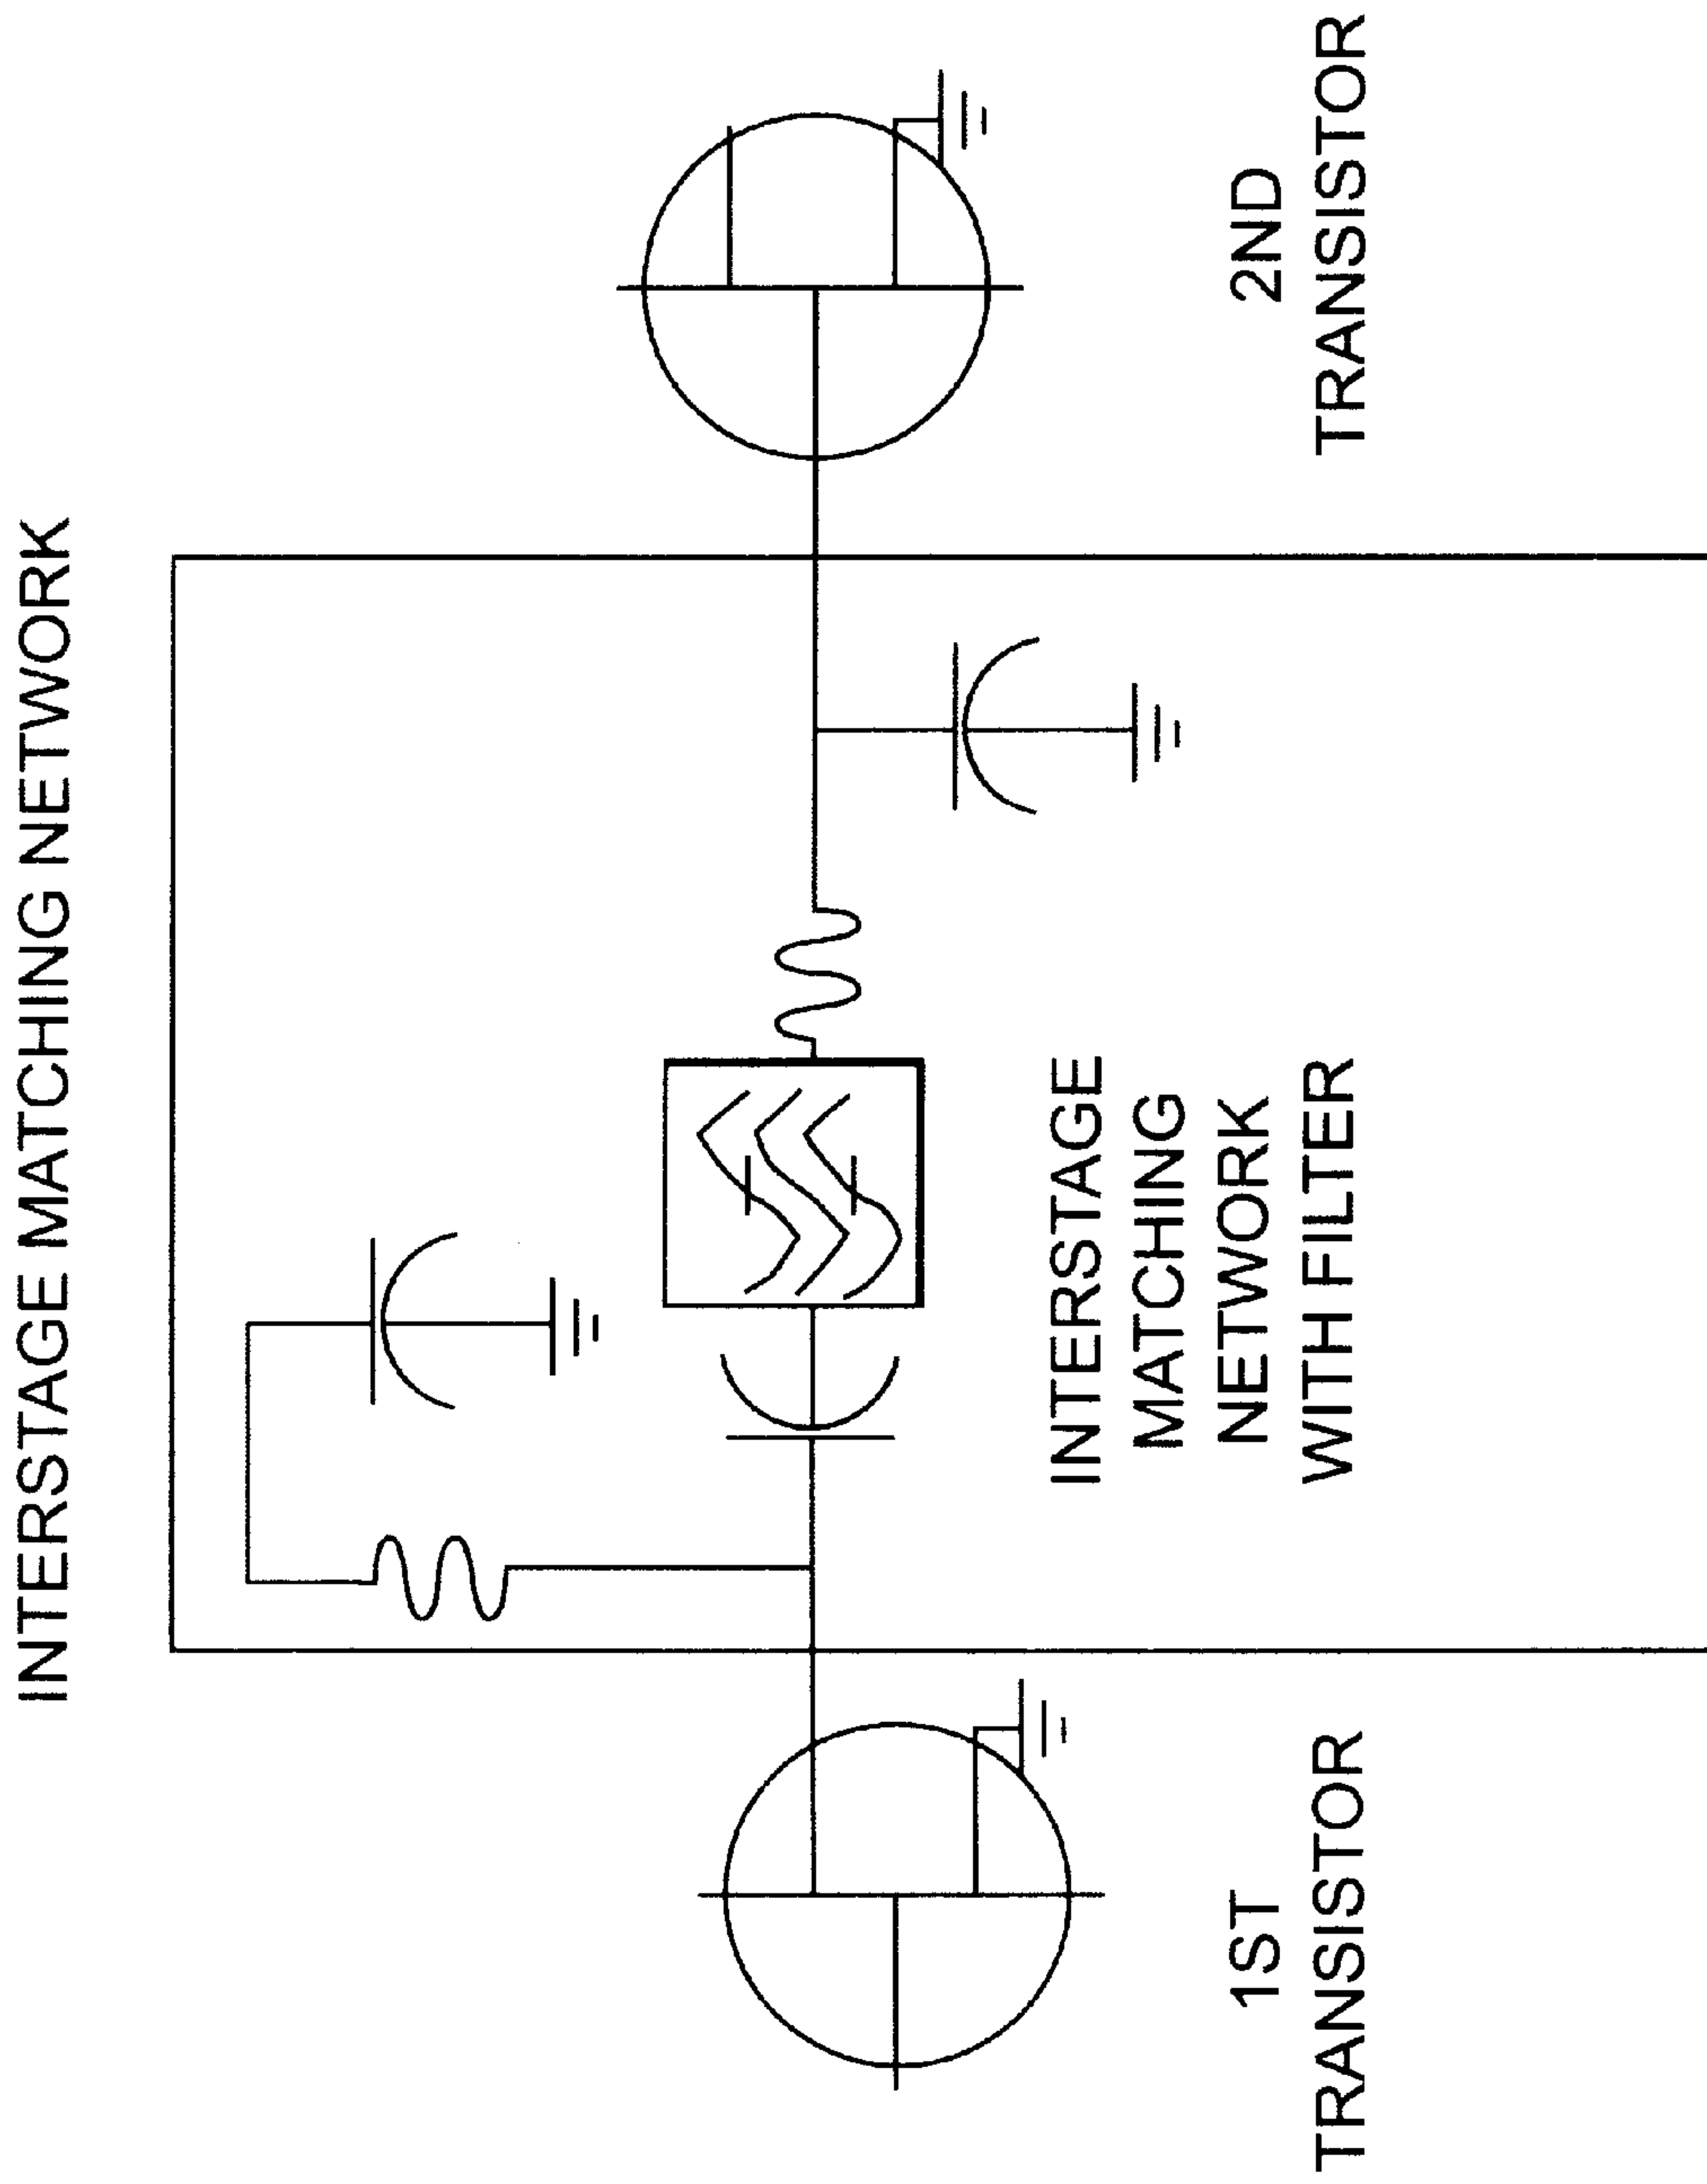 INTERSTAGE MATCHING NETWORK
1ST
TRANSISTOR
INTERSTAGE
MATCHING
NETWORK
WITH FILTER
2ND
TRANSISTOR